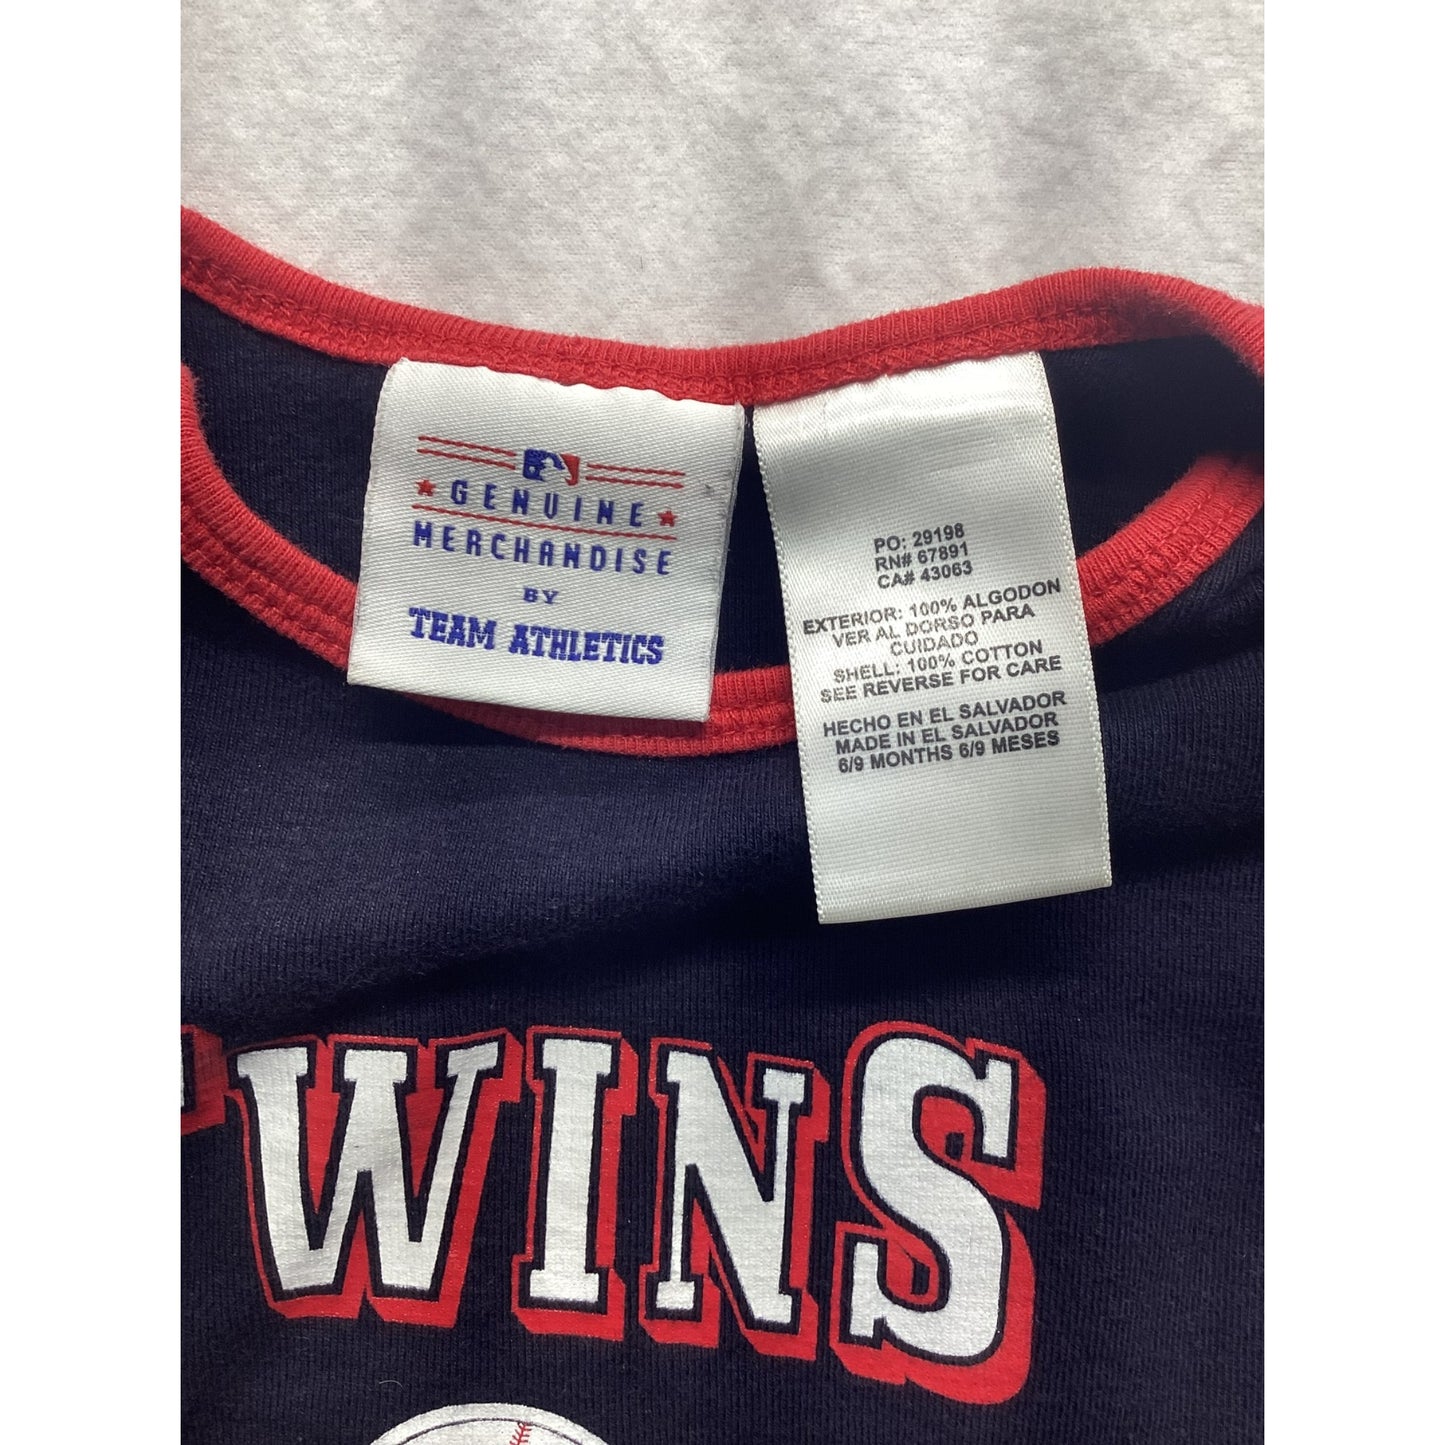 GENUINE
MERCHANDISE
BY
TEAM ATHLETICS
PO: 29198
RN# 67891
CA# 43063
EXTERIOR: 100% ALGODON
VER AL DORSO PARA
CUIDADO
SHELL: 100% COTTON
SEE REVERSE FOR CARE
HECHO EN EL SALVADOR
MADE IN EL SALVADOR
6/9 MONTHS 6/9 MESES
TWINS